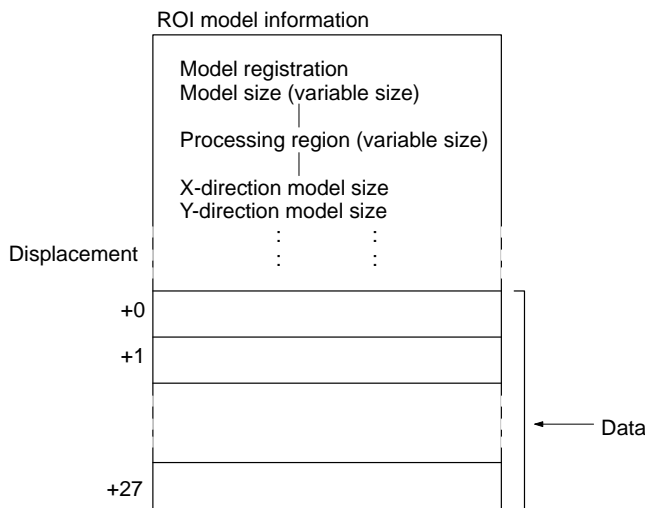 ROI model information
Model registration
Model size (variable size)
Processing region (variable size)
X-direction model size
Y-direction model size
: :
Displacement
: :
+0
+1
Data
+27